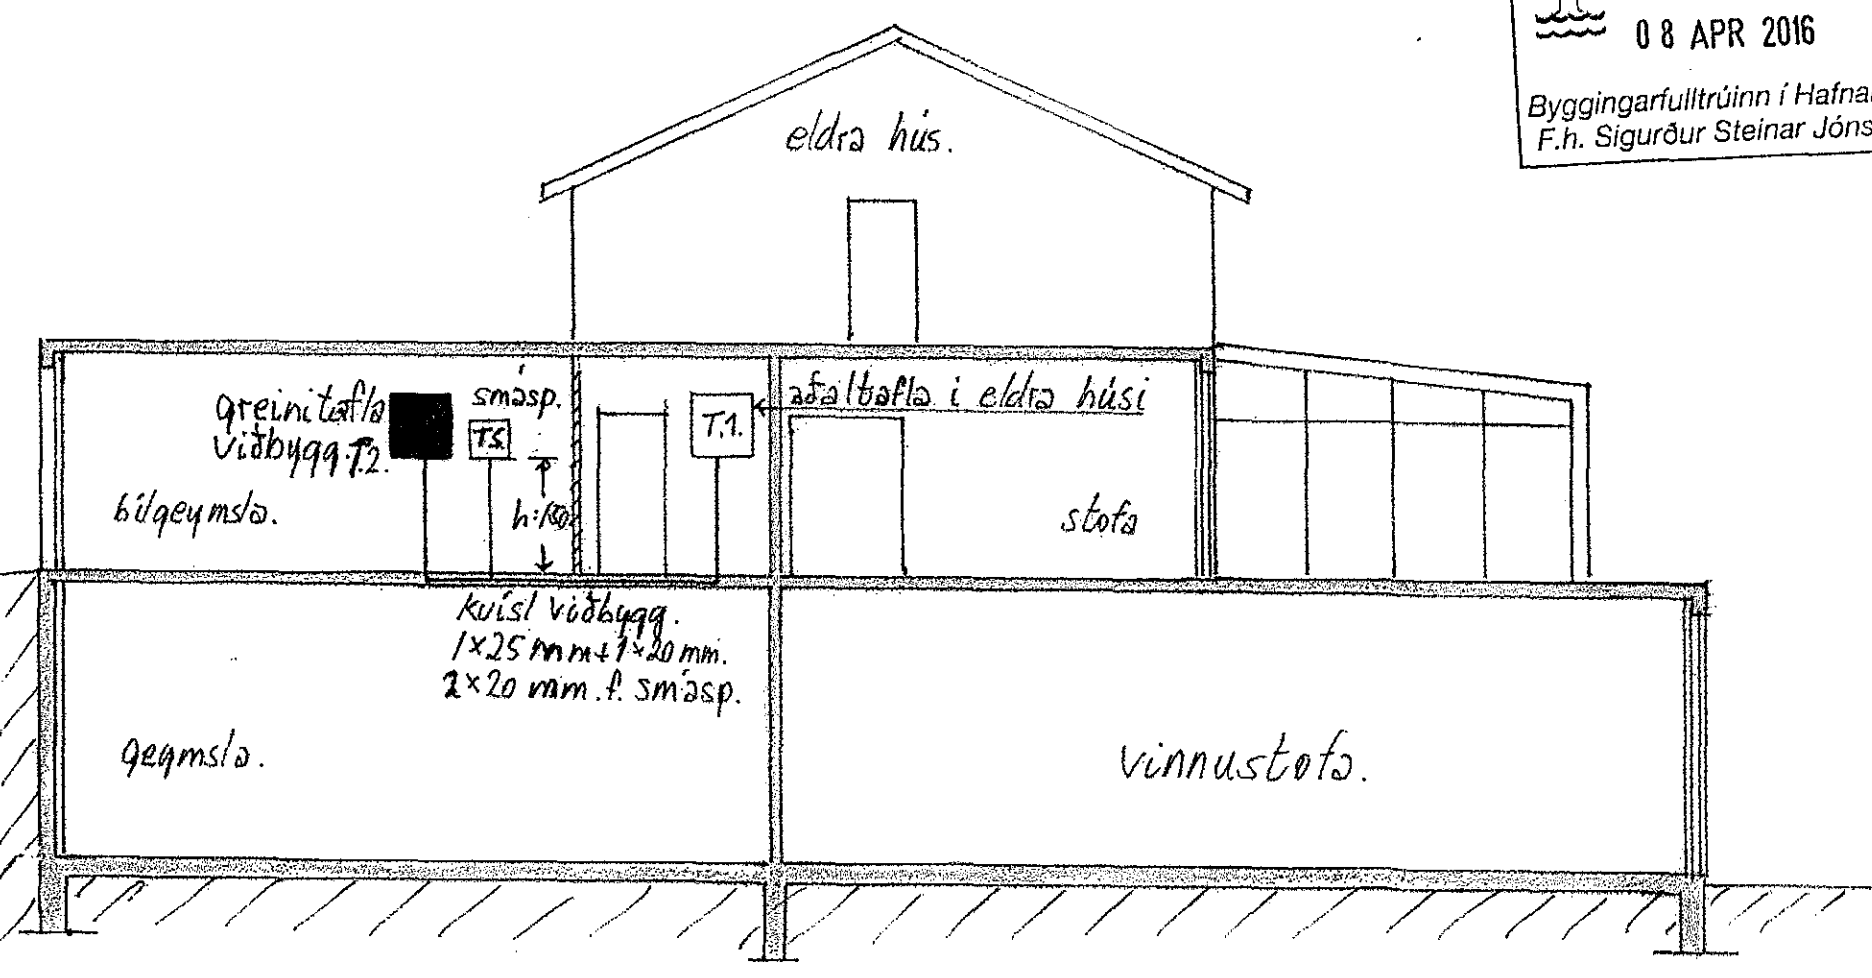 08 APR 2016
Byggingarfulltrúinn í Hafna
F.h. Sigurður Steinar Jóns
eldra hús.
greinitafla
viðbygg. T.2.
smásp.
T.S.
T.1.
aðaltafla í eldra húsi
bílgeymsla.
stofa
kvísl viðbygg.
1×25 mm+1×20 mm.
2×20 mm. f. smásp.
geymsla.
vinnustofa.